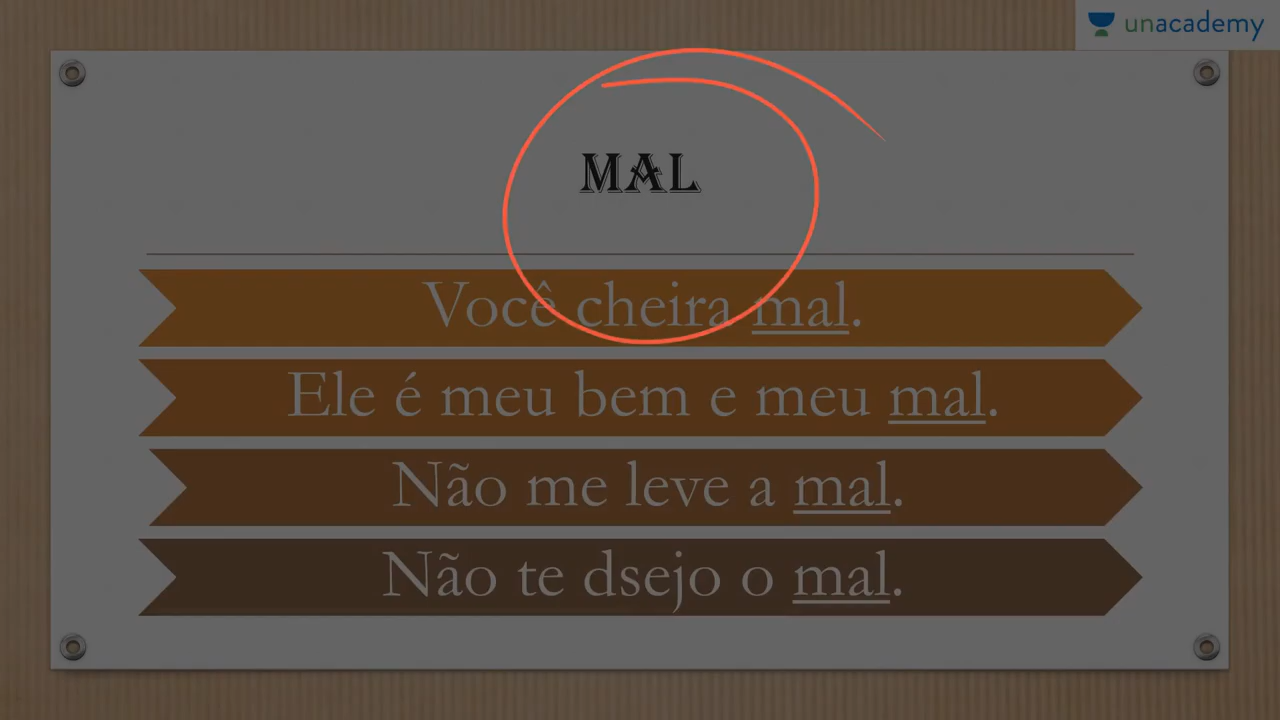 unacademy
MAL
Você cheira mal.
Ele é meu bem e meu mal.
Não me leve a mal.
Não te dsejo o mal.